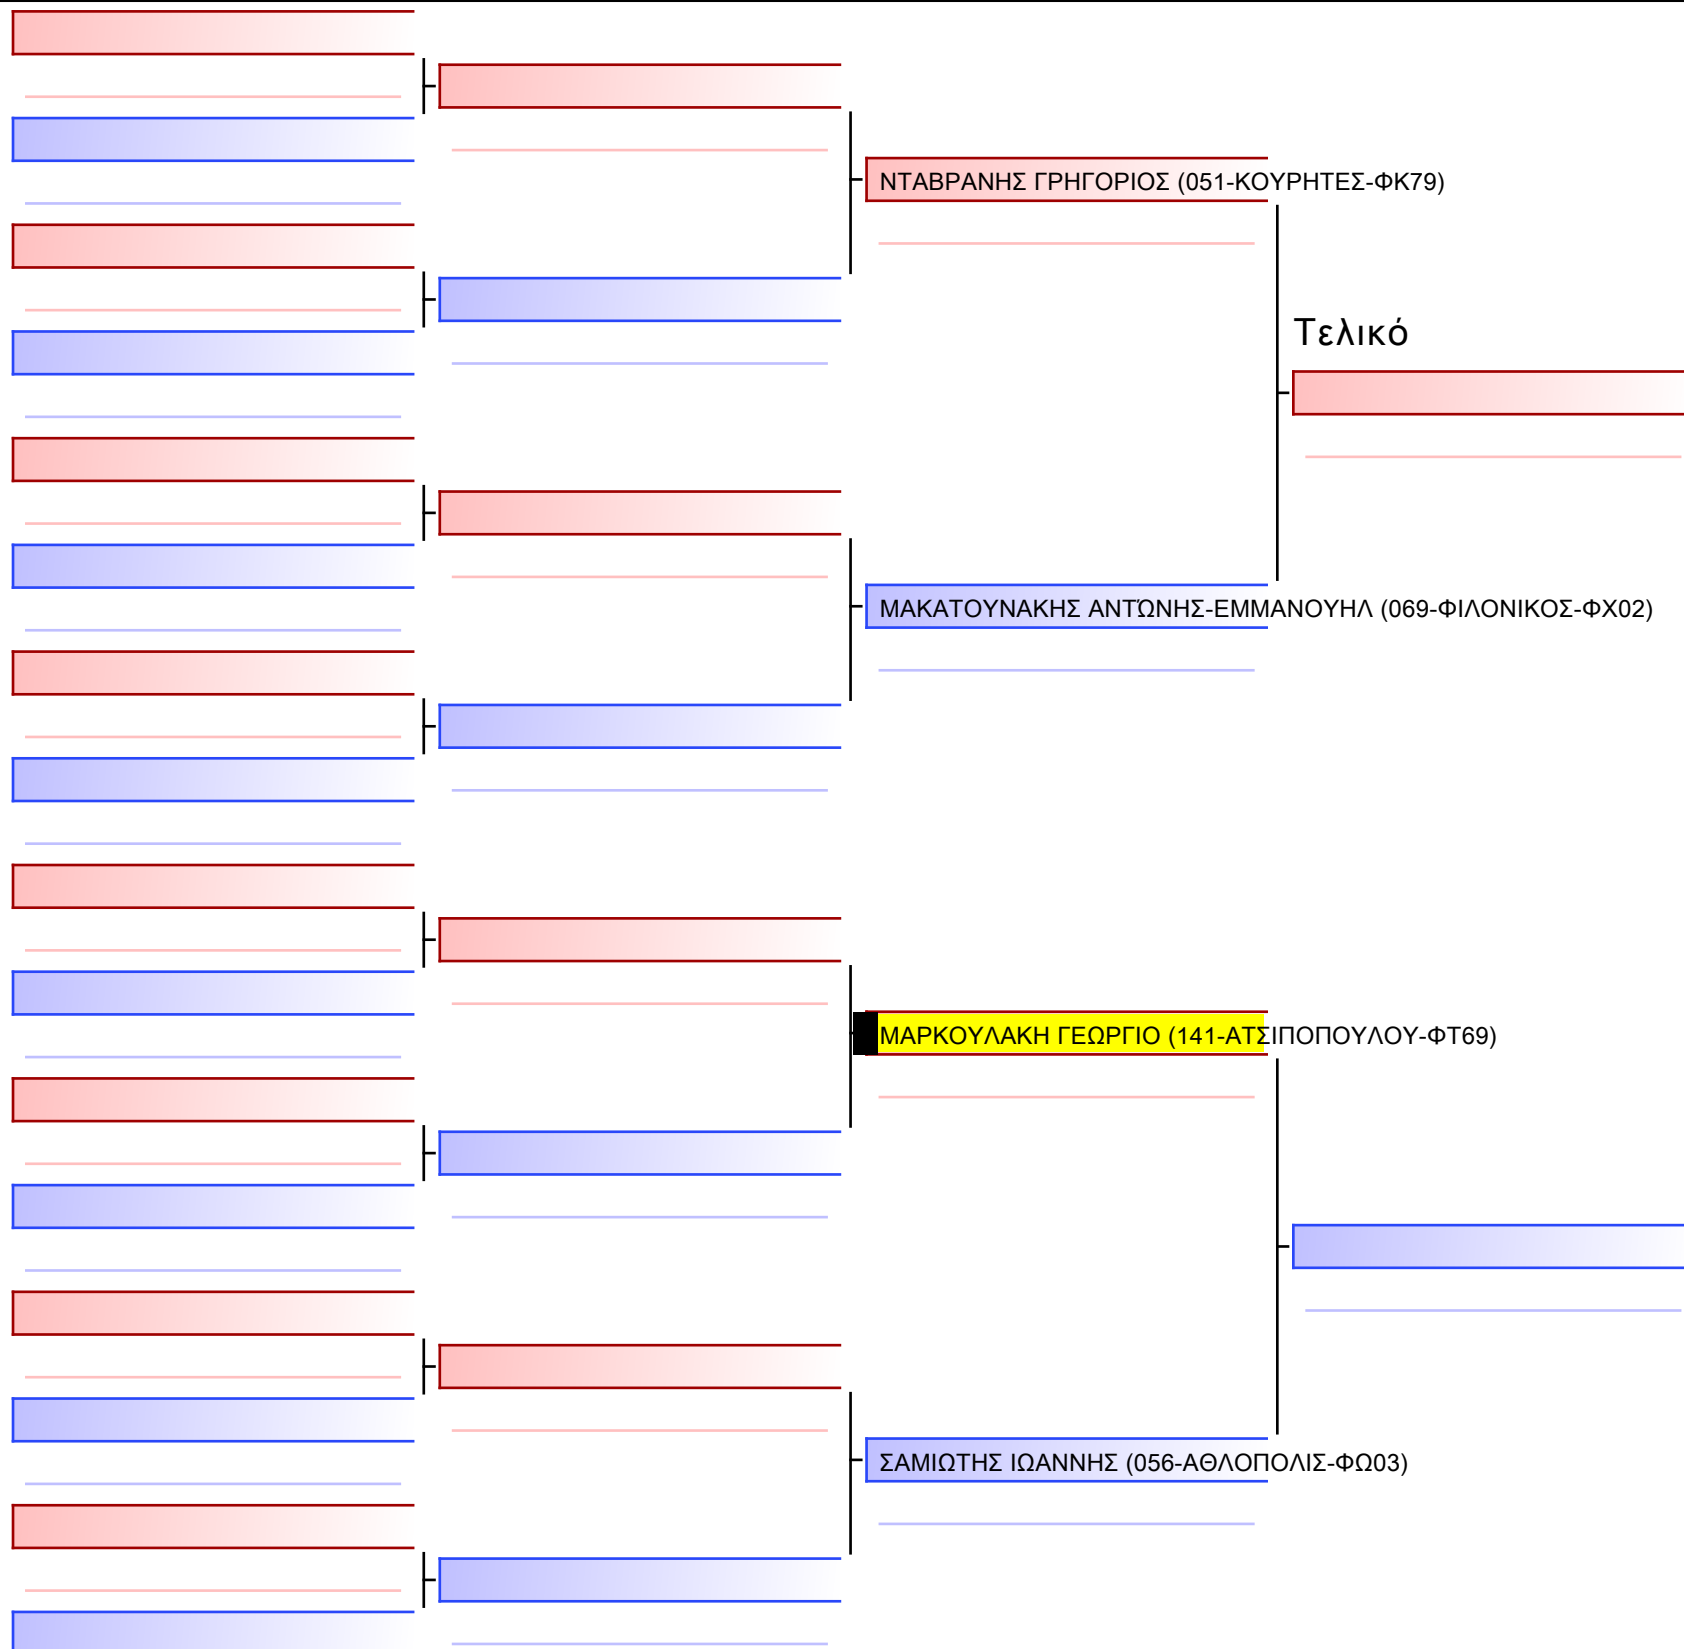 ΝΤΑΒΡΑΝΗΣ ΓΡΗΓΟΡΙΟΣ (051-ΚΟΥΡΗΤΕΣ-ΦΚ79)
Τελικό
ΜΑΚΑΤΟΥΝΑΚΗΣ ΑΝΤΏΝΗΣ-ΕΜΜΑΝΟΥΗΛ (069-ΦΙΛΟΝΙΚΟΣ-ΦΧ02)
ΜΑΡΚΟΥΛΑΚΗ ΓΕΩΡΓΙΟ (141-ΑΤΣΙΠΟΠΟΥΛΟΥ-ΦΤ69)
ΣΑΜΙΩΤΗΣ ΙΩΑΝΝΗΣ (056-ΑΘΛΟΠΟΛΙΣ-ΦΩ03)